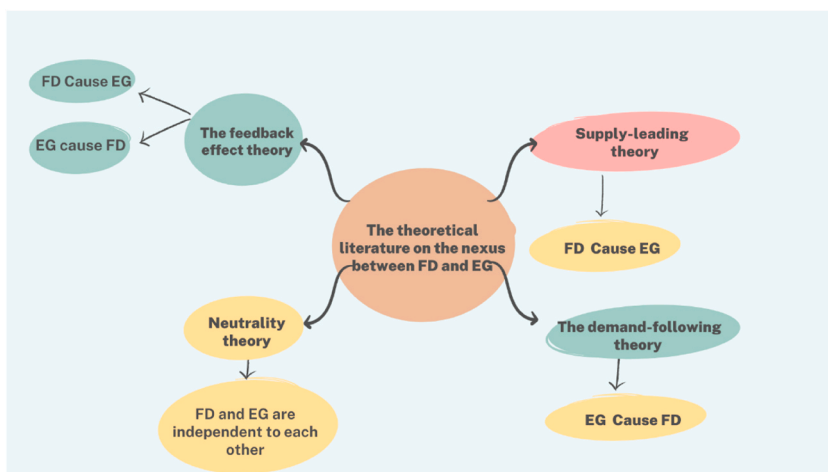 FD Cause EG
EG cause FD
The feedback
effect theory
Supply-leading
theory
FD Cause EG
The theoretical
literature on the nexus
between FD and EG
Neutrality
theory
FD and EG are
independent to each
other
The demand-following
theory
EG Cause FD